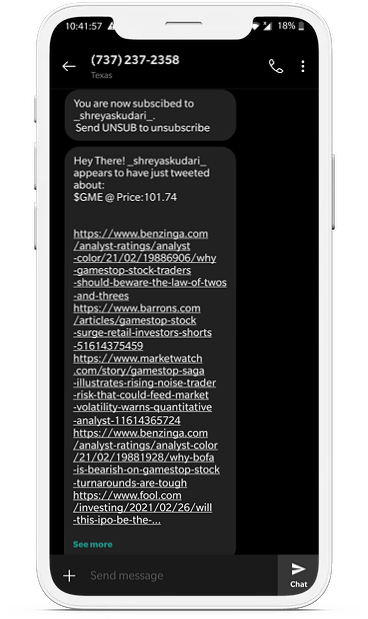 10:41:57
18%
(737) 237-2358
Texas
You are now subscibed to
_shreyaskudari_.
Send UNSUB to unsubscribe
Hey There! _shreyaskudari_
appears to have just tweeted
about:
$GME @ Price:101.74
https://www.benzinga.com
/analyst-ratings/analyst
-color/21/02/19886906/why
-gamestop-stock-traders
-should-beware-the-law-of-twos
-and-threes
https://www.barrons.com
/articles/gamestop-stock
-surge-retail-investors-shorts
-51614375459
https://www.marketwatch
.com/story/gamestop-saga
-illustrates-rising-noise-trader
-risk-that-could-feed-market
-volatility-warns-quantitative
-analyst-11614365724
https://www.benzinga.com
/analyst-ratings/analyst-color
/21/02/19881928/why-bofa
-is-bearish-on-gamestop-stock
-turnarounds-are-tough
https://www.fool.com
/investing/2021/02/26/will
-this-ipo-be-the-...
See more
Send message
Chat